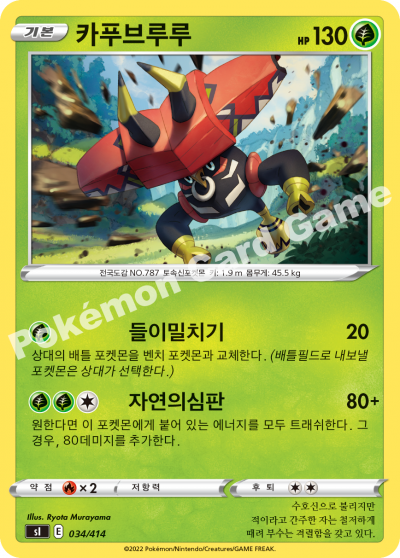 기본 카푸브루루 HP 130
전국도감 NO.787 토속신포켓몬 키: 1.9 m 몸무게: 45.5 kg
들이밀치기 20
상대의 배틀 포켓몬을 벤치 포켓몬과 교체한다. (배틀필드로 내보낼
포켓몬은 상대가 선택한다.)
자연의심판 80+
원한다면 이 포켓몬에게 붙어 있는 에너지를 모두 트래쉬한다. 그
경우, 80데미지를 추가한다.
약점 ×2 저항력 후퇴
Illus. Ryota Murayama
sI E 034/414
수호신으로 불리지만
적이라고 간주한 자는 철저하게
때려 부수는 격렬함을 갖고 있다.
©2022 Pokémon/Nintendo/Creatures/GAME FREAK.
Pokémon Card Game